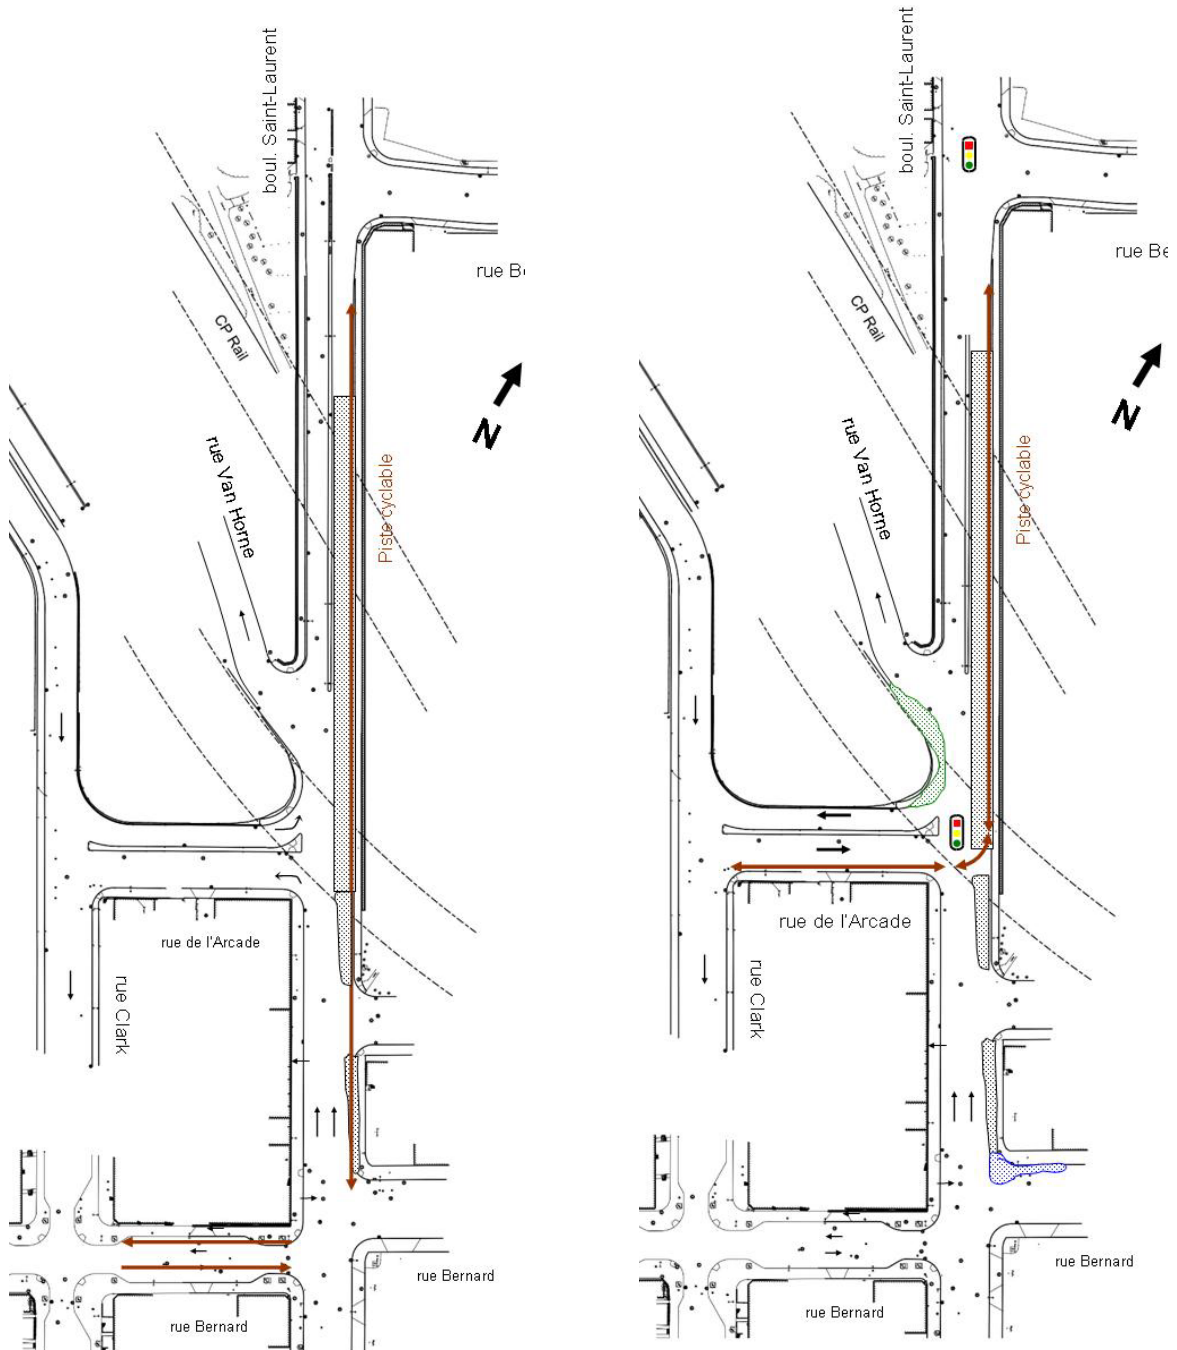 boul. Saint-Laurent
rue Be
CP Rail
N
rue Van Horne
Piste cyclable
rue de l'Arcade
rue Clark
rue Bernard
rue Bernard
boul. Saint-Laurent
rue Be
CP Rail
N
rue Van Horne
Piste cyclable
rue de l'Arcade
rue Clark
rue Bernard
rue Bernard